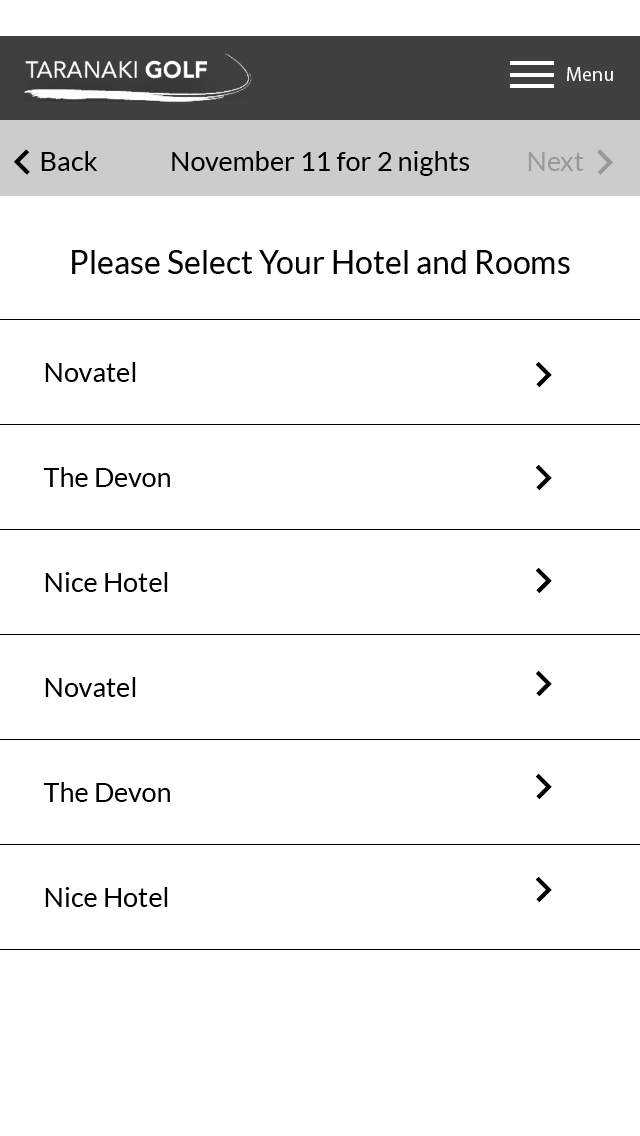 TARANAKI GOLF
Menu
Back
November 11 for 2 nights
Next
Please Select Your Hotel and Rooms
Novatel
The Devon
Nice Hotel
Novatel
The Devon
Nice Hotel